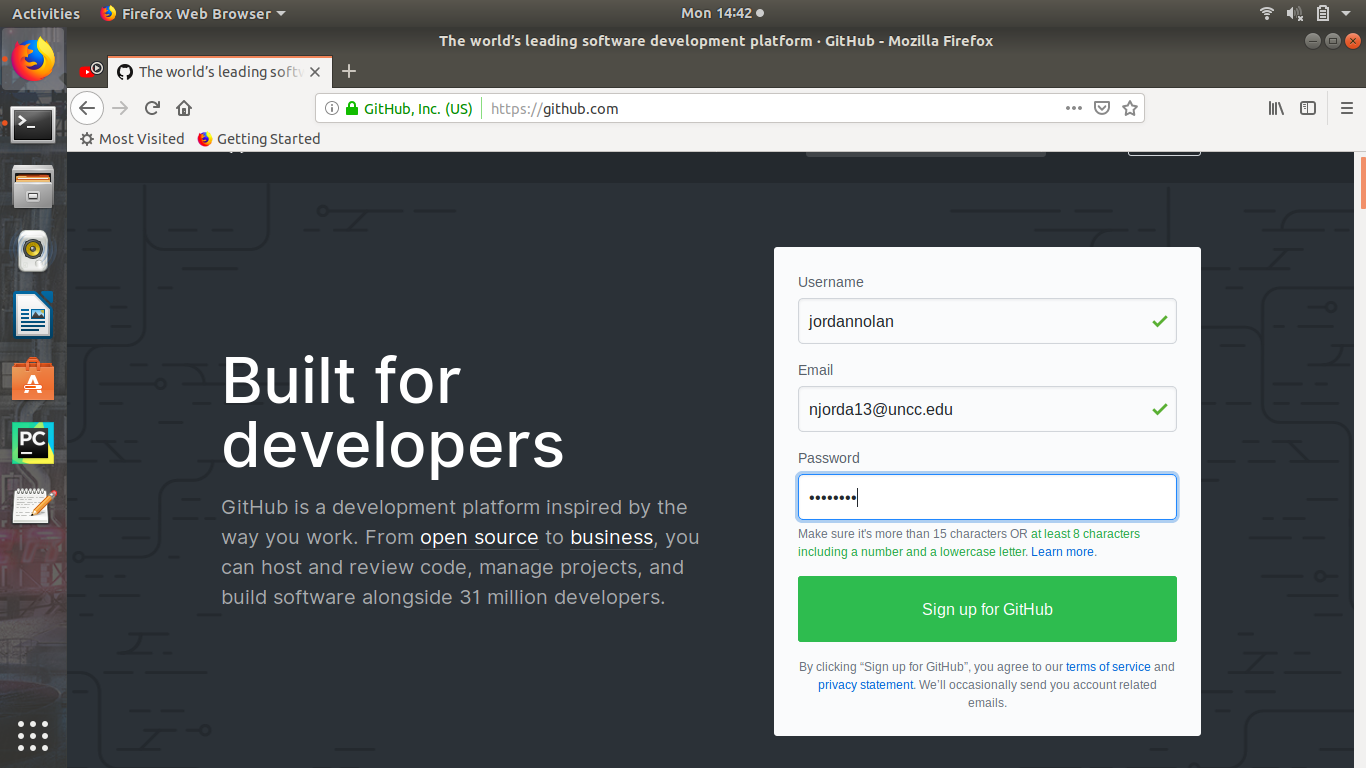 Activities
Firefox Web Browser
Mon 14:42
The world’s leading software development platform · GitHub - Mozilla Firefox
The world’s leading softw
GitHub, Inc. (US)
https://github.com
Most Visited
Getting Started
Built for
developers
GitHub is a development platform inspired by the
way you work. From open source to business, you
can host and review code, manage projects, and
build software alongside 31 million developers.
Username
jordannolan
Email
njorda13@uncc.edu
Password
••••••••
Make sure it's more than 15 characters OR at least 8 characters
including a number and a lowercase letter. Learn more.
Sign up for GitHub
By clicking “Sign up for GitHub”, you agree to our terms of service and
privacy statement. We’ll occasionally send you account related
emails.
PC